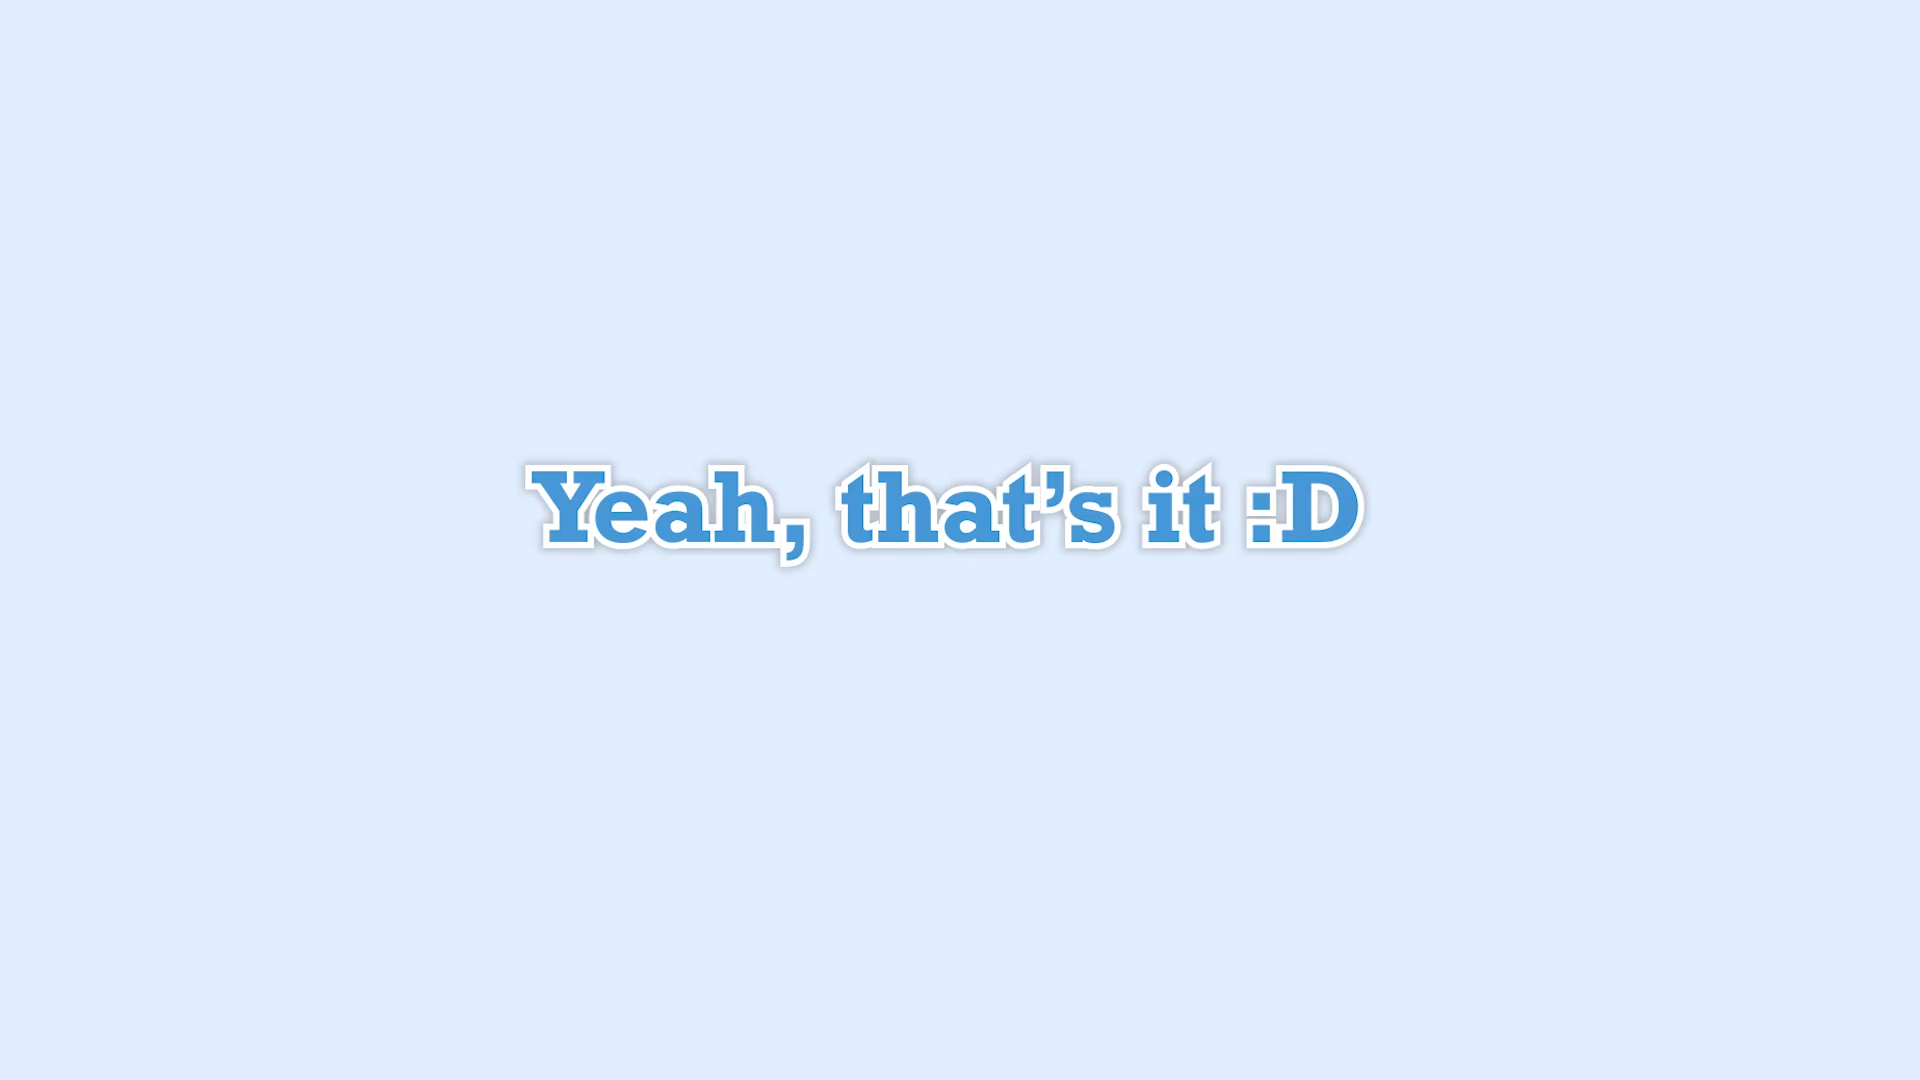 Yeah, that’s it :D